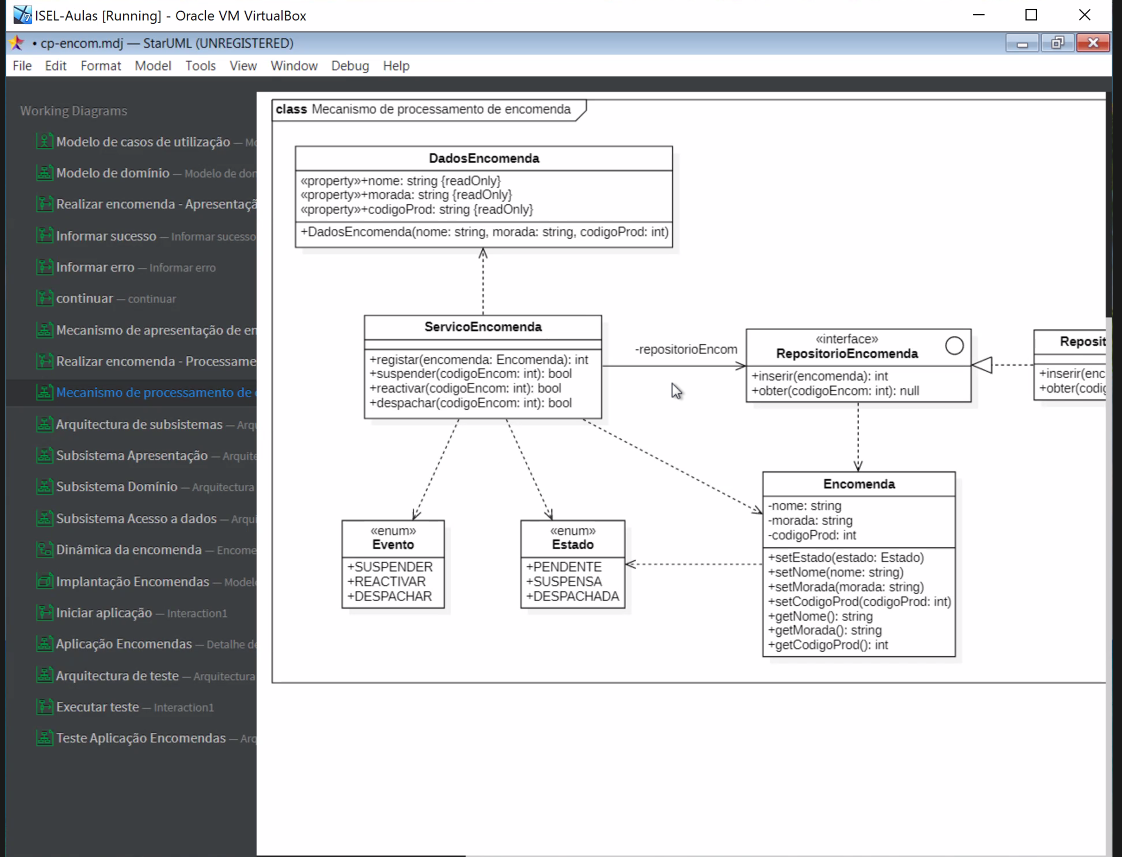 ISEL-Aulas [Running] - Oracle VM VirtualBox
• cp-encom.mdj — StarUML (UNREGISTERED)
File Edit Format Model Tools View Window Debug Help
Working Diagrams
Modelo de casos de utilização — Mo
Modelo de domínio — Modelo de don
Realizar encomenda - Apresentaçã
Informar sucesso — Informar sucesso
Informar erro — Informar erro
continuar — continuar
Mecanismo de apresentação de en
Realizar encomenda - Processame
Mecanismo de processamento de
Arquitectura de subsistemas — Arqu
Subsistema Apresentação — Arquite
Subsistema Domínio — Arquitectura
Subsistema Acesso a dados — Arqu
Dinâmica da encomenda — Encome
Implantação Encomendas — Model
Iniciar aplicação — Interaction1
Aplicação Encomendas — Detalhe d
Arquitectura de teste — Arquitectura
Executar teste — Interaction1
Teste Aplicação Encomendas — Arq
class Mecanismo de processamento de encomenda
DadosEncomenda
«property»+nome: string {readOnly}
«property»+morada: string {readOnly}
«property»+codigoProd: string {readOnly}
+DadosEncomenda(nome: string, morada: string, codigoProd: int)
ServicoEncomenda
+registar(encomenda: Encomenda): int
+suspender(codigoEncom: int): bool
+reactivar(codigoEncom: int): bool
+despachar(codigoEncom: int): bool
-repositorioEncom
«interface»
RepositorioEncomenda
+inserir(encomenda): int
+obter(codigoEncom: int): null
Reposit
+inserir(enc
+obter(codig
«enum»
Evento
+SUSPENDER
+REACTIVAR
+DESPACHAR
«enum»
Estado
+PENDENTE
+SUSPENSA
+DESPACHADA
Encomenda
-nome: string
-morada: string
-codigoProd: int
+setEstado(estado: Estado)
+setNome(nome: string)
+setMorada(morada: string)
+setCodigoProd(codigoProd: int)
+getNome(): string
+getMorada(): string
+getCodigoProd(): int